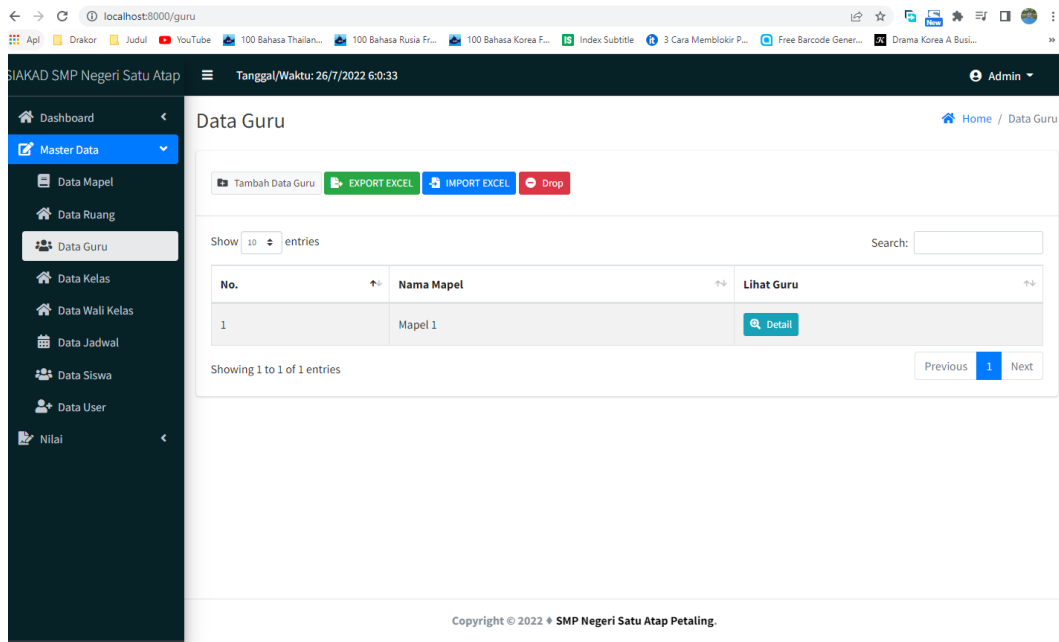 localhost:8000/guru
Apl Drakor Judul YouTube 100 Bahasa Thailan... 100 Bahasa Rusia Fr... 100 Bahasa Korea F... IS Index Subtitle 3 Cara Memblokir P... Free Barcode Gener... Drama Korea A Busi... »
New
SIAKAD SMP Negeri Satu Atap
Tanggal/Waktu: 26/7/2022 6:0:33
Admin
Dashboard
Master Data
Data Mapel
Data Ruang
Data Guru
Data Kelas
Data Wali Kelas
Data Jadwal
Data Siswa
Data User
Nilai
Data Guru
Home / Data Guru
Tambah Data Guru EXPORT EXCEL IMPORT EXCEL Drop
Show 10 entries
Search:
No. Nama Mapel Lihat Guru
1 Mapel 1 Detail
Showing 1 to 1 of 1 entries
Previous 1 Next
Copyright © 2022 ♦ SMP Negeri Satu Atap Petaling.